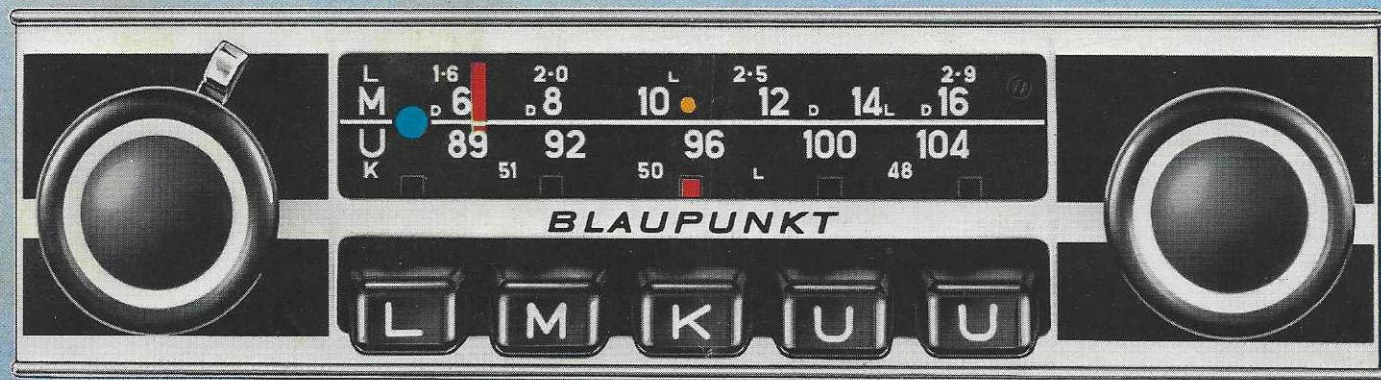 L 1·6 2·0 L 2·5 2·9
M D 6 D 8 10 12 D 14 L D 16
U 89 92 96 100 104
K 51 50 L 48
BLAUPUNKT
L M K U U